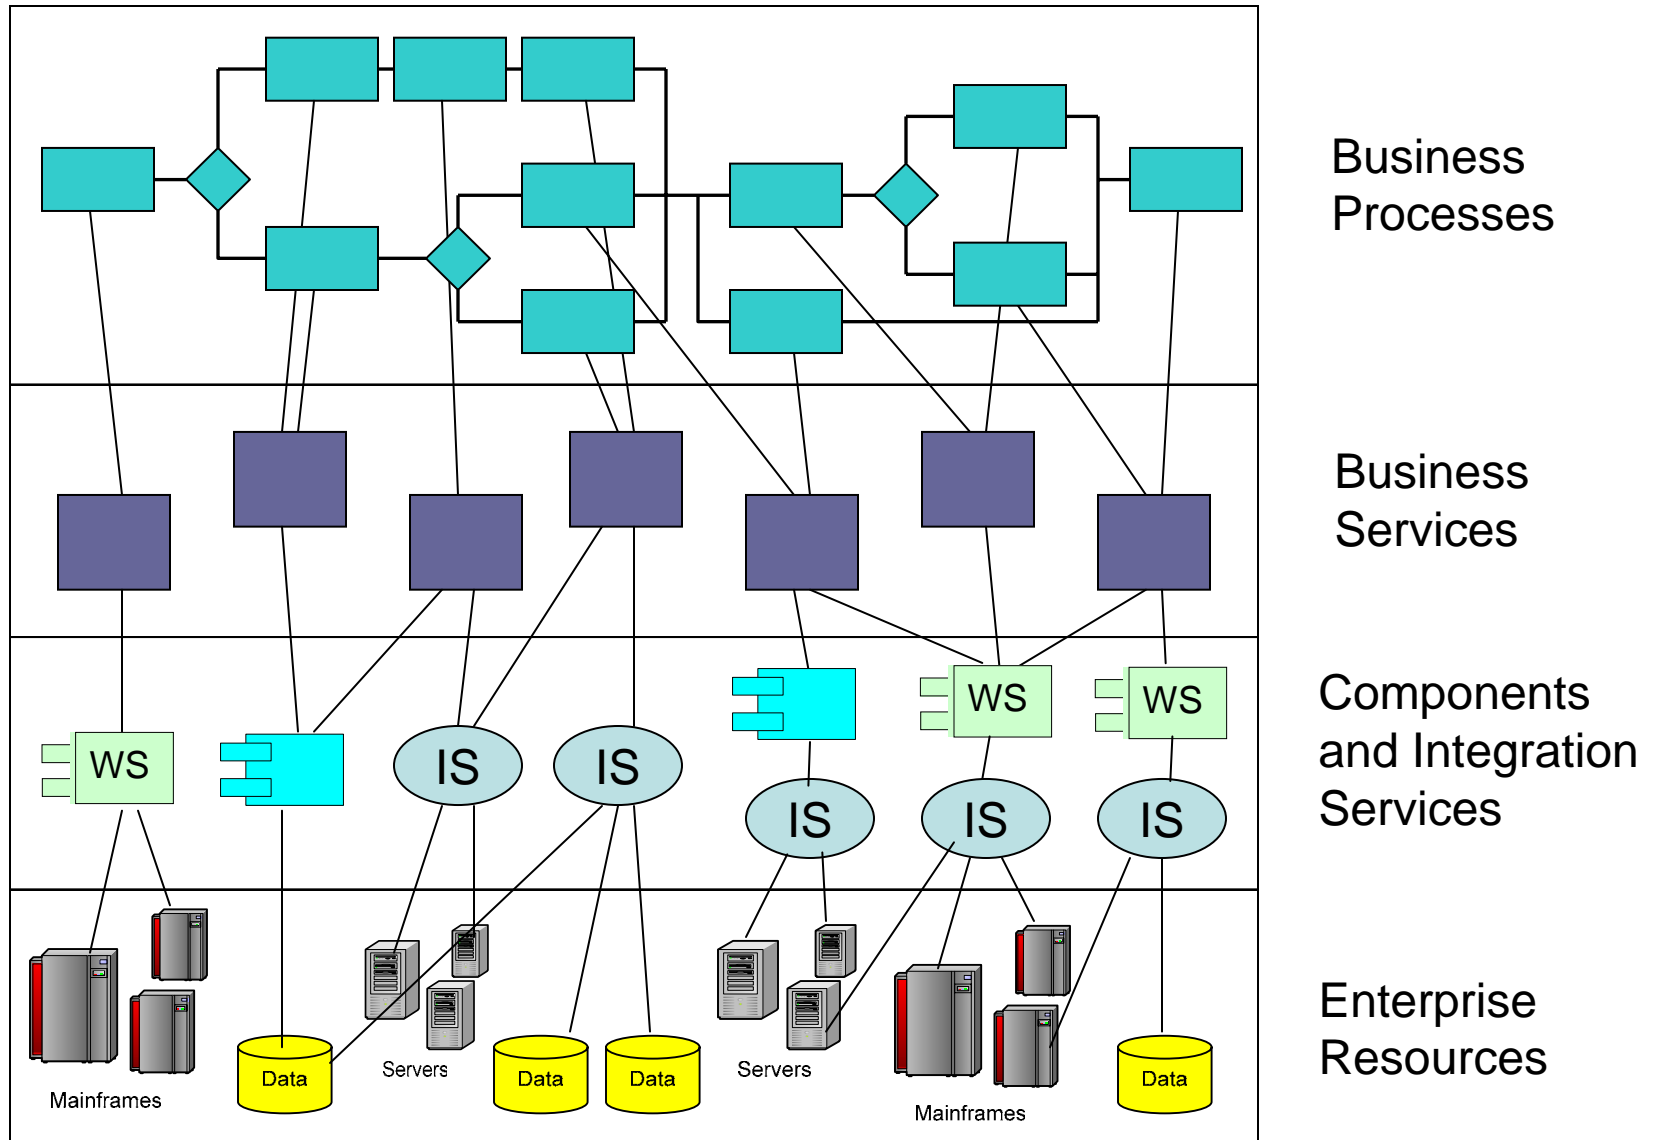 Business
Processes
Business
Services
Components
and Integration
Services
WS
WS
WS
IS
IS
IS
IS
IS
Enterprise
Resources
Mainframes
Data
Servers
Data
Data
Servers
Mainframes
Data